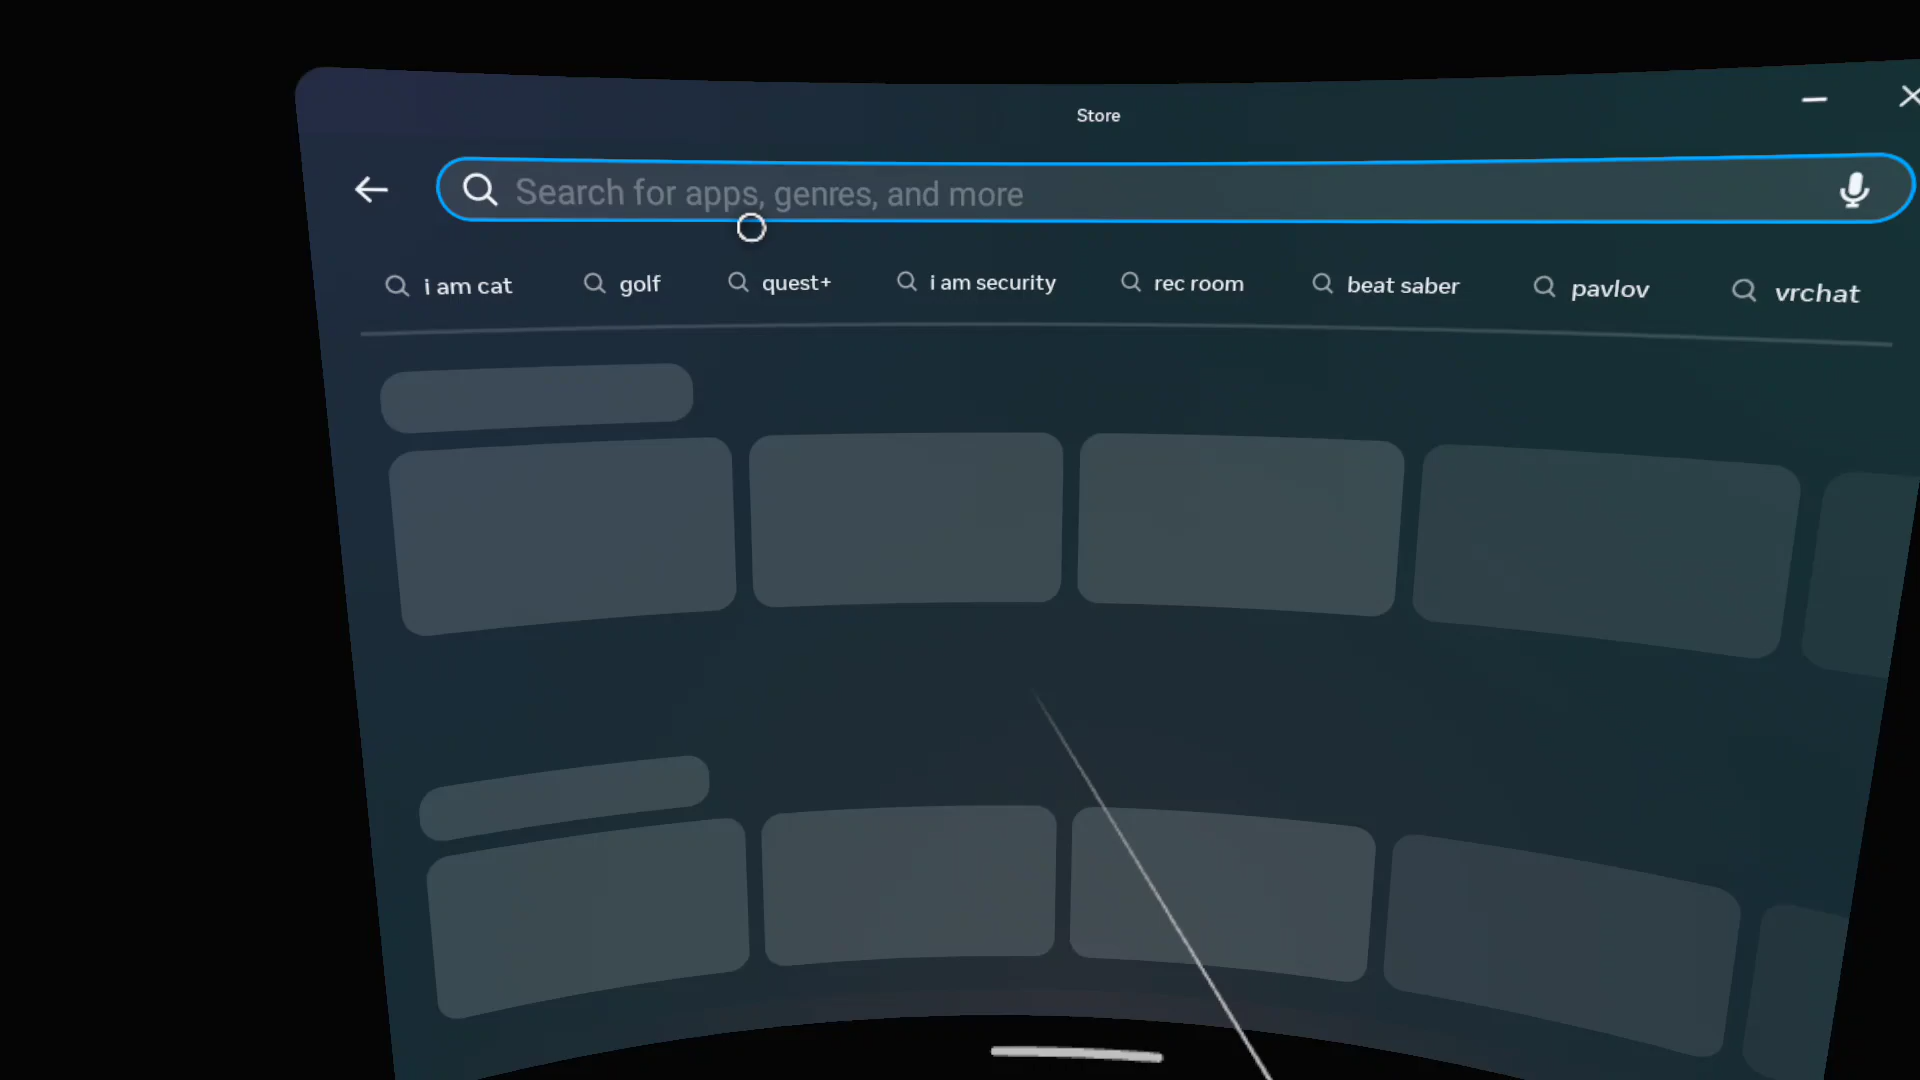 Store
Search for apps, genres, and more
i am cat golf quest+ i am security rec room beat saber pavlov vrchat